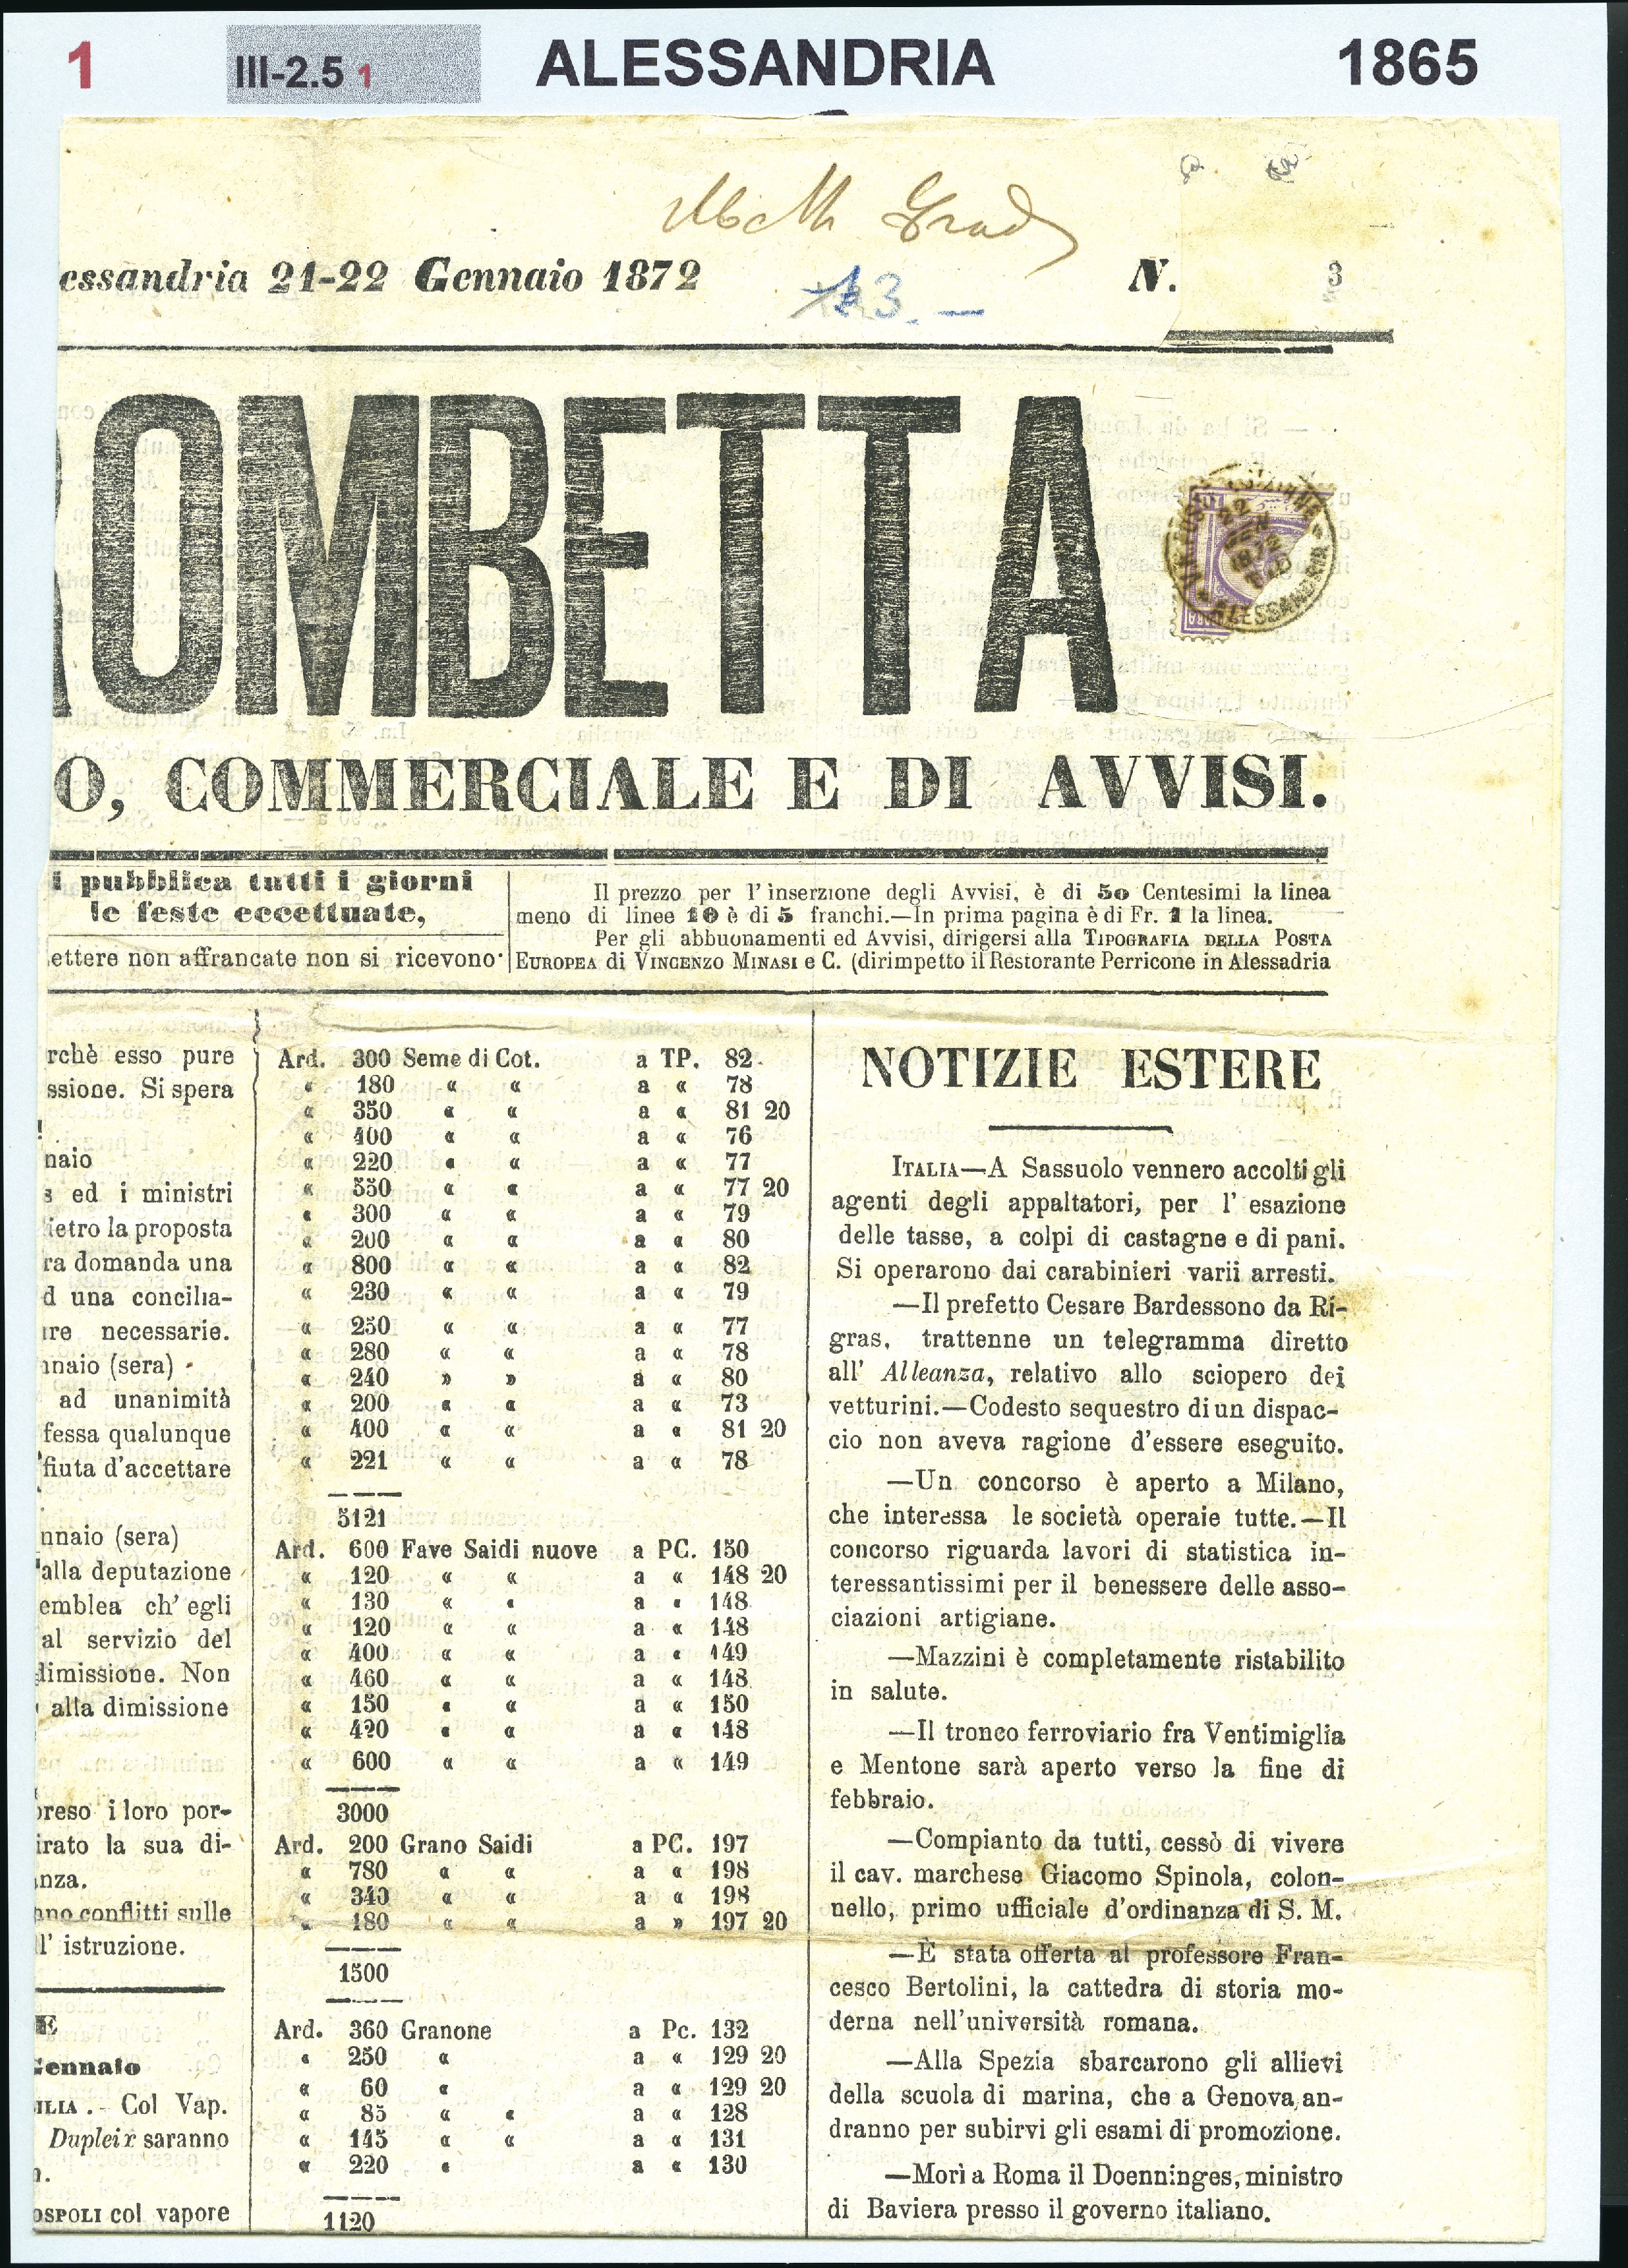 1
III-2.5 1
ALESSANDRIA
1865
essandria 21-22 Gennaio 1872
3.—
N.
3
OMBETTA
ALESSANDRIA
O, COMMERCIALE E DI AVVISI.
i pubblica tutti i giorni
le feste eccettuate,
ettere non affrancate non si ricevono
Il prezzo per l'inserzione degli Avvisi, è di 50 Centesimi la linea
meno di linee 10 è di 5 franchi.—In prima pagina è di Fr. 1 la linea.
Per gli abbuonamenti ed Avvisi, dirigersi alla TIPOGRAFIA DELLA POSTA
EUROPEA di VINCENZO MINASI e C. (dirimpetto il Restorante Perricone in Alessadria
rchè esso pure
ssione. Si spera
!
naio
s ed i ministri
ietro la proposta
ra domanda una
d una concilia-
re necessarie.
nnaio (sera)
ad unanimità
fessa qualunque
fiuta d'accettare
nnaio (sera)
alla deputazione
emblea ch' egli
al servizio del
dimissione. Non
alla dimissione
oreso i loro por-
irato la sua di-
nza.
ano conflitti sulle
l' istruzione.
E
Gennaio
ILIA .- Col Vap.
Dupleix saranno
OSPOLI col vapore
Ard. 300 Seme di Cot. a TP. 82
« 180 « « a « 78
« 350 « « a « 81 20
« 400 « « a « 76
« 220 « « a « 77
« 550 « « a « 77 20
« 300 « « a « 79
« 200 « « a « 80
« 800 « « a « 82
« 230 « « a « 79
« 250 « « a « 77
« 280 « « a « 78
« 240 » » a « 80
« 200 « « a « 73
« 400 « « a « 81 20
« 221 « « a « 78
5121
Ard. 600 Fave Saidi nuove a PC. 150
« 120 « « a « 148 20
« 130 « « a « 148
« 120 « « a « 148
« 400 « « a « 149
« 460 « « a « 148
« 150 « « a « 150
« 420 « « a « 148
« 600 « « a « 149
3000
Ard. 200 Grano Saidi a PC. 197
« 780 « « a « 198
« 340 « « a « 198
« 180 « « a » 197 20
1500
Ard. 360 Granone a Pc. 132
« 250 « a « 129 20
« 60 « a « 129 20
« 85 « « a « 128
« 145 « « a « 131
« 220 « a « 130
1120
NOTIZIE ESTERE
ITALIA—A Sassuolo vennero accolti gli
agenti degli appaltatori, per l' esazione
delle tasse, a colpi di castagne e di pani.
Si operarono dai carabinieri varii arresti.
—Il prefetto Cesare Bardessono da Ri-
gras, trattenne un telegramma diretto
all' Alleanza, relativo allo sciopero dei
vetturini.—Codesto sequestro di un dispac-
cio non aveva ragione d'essere eseguito.
—Un concorso è aperto a Milano,
che interessa le società operaie tutte.—Il
concorso riguarda lavori di statistica in-
teressantissimi per il benessere delle asso-
ciazioni artigiane.
—Mazzini è completamente ristabilito
in salute.
—Il tronco ferroviario fra Ventimiglia
e Mentone sarà aperto verso la fine di
febbraio.
—Compianto da tutti, cessò di vivere
il cav. marchese Giacomo Spinola, colon-
nello, primo ufficiale d'ordinanza di S. M.
—È stata offerta al professore Fran-
cesco Bertolini, la cattedra di storia mo-
derna nell'università romana.
—Alla Spezia sbarcarono gli allievi
della scuola di marina, che a Genova, an-
dranno per subirvi gli esami di promozione.
—Morì a Roma il Doenninges, ministro
di Baviera presso il governo italiano.